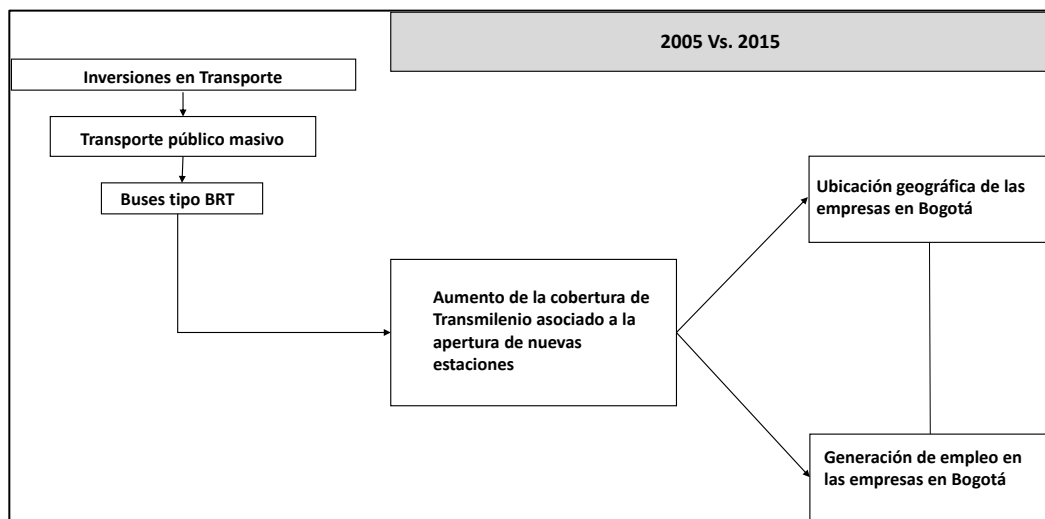 2005 Vs. 2015
Inversiones en Transporte
Transporte público masivo
Buses tipo BRT
Ubicación geográfica de las
empresas en Bogotá
Aumento de la cobertura de
Transmilenio asociado a la
apertura de nuevas
estaciones
Generación de empleo en
las empresas en Bogotá